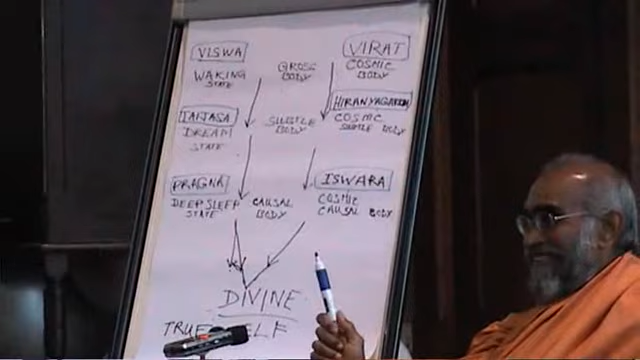 VISWA
WAKING
STATE
GROSS
BODY
VIRAT
COSMIC
BODY
TAIJASA
DREAM
STATE
SUBTLE
BODY
HIRANYAGARBHA
COSMIC
SUBTLE BODY
PRAGNA
DEEP SLEEP
STATE
CAUSAL
BODY
ISWARA
COSMIC
CAUSAL BODY
DIVINE
TRUE SELF